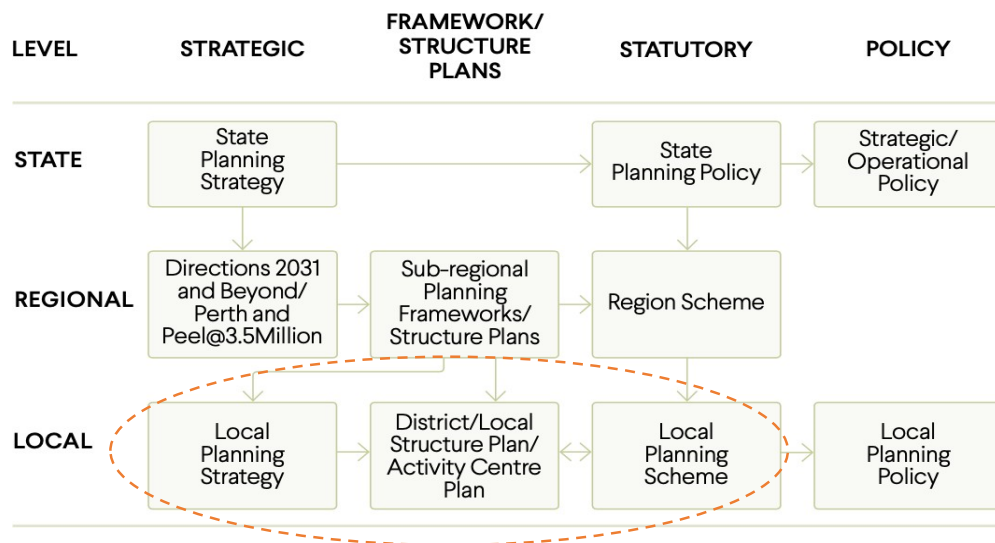 LEVEL
STRATEGIC
FRAMEWORK/
STRUCTURE
PLANS
STATUTORY
POLICY
STATE
State
Planning
Strategy
State
Planning Policy
Strategic/
Operational
Policy
REGIONAL
Directions 2031
and Beyond/
Perth and
Peel@3.5Million
Sub-regional
Planning
Frameworks/
Structure Plans
Region Scheme
LOCAL
Local
Planning
Strategy
District/Local
Structure Plan/
Activity Centre
Plan
Local
Planning
Scheme
Local
Planning
Policy